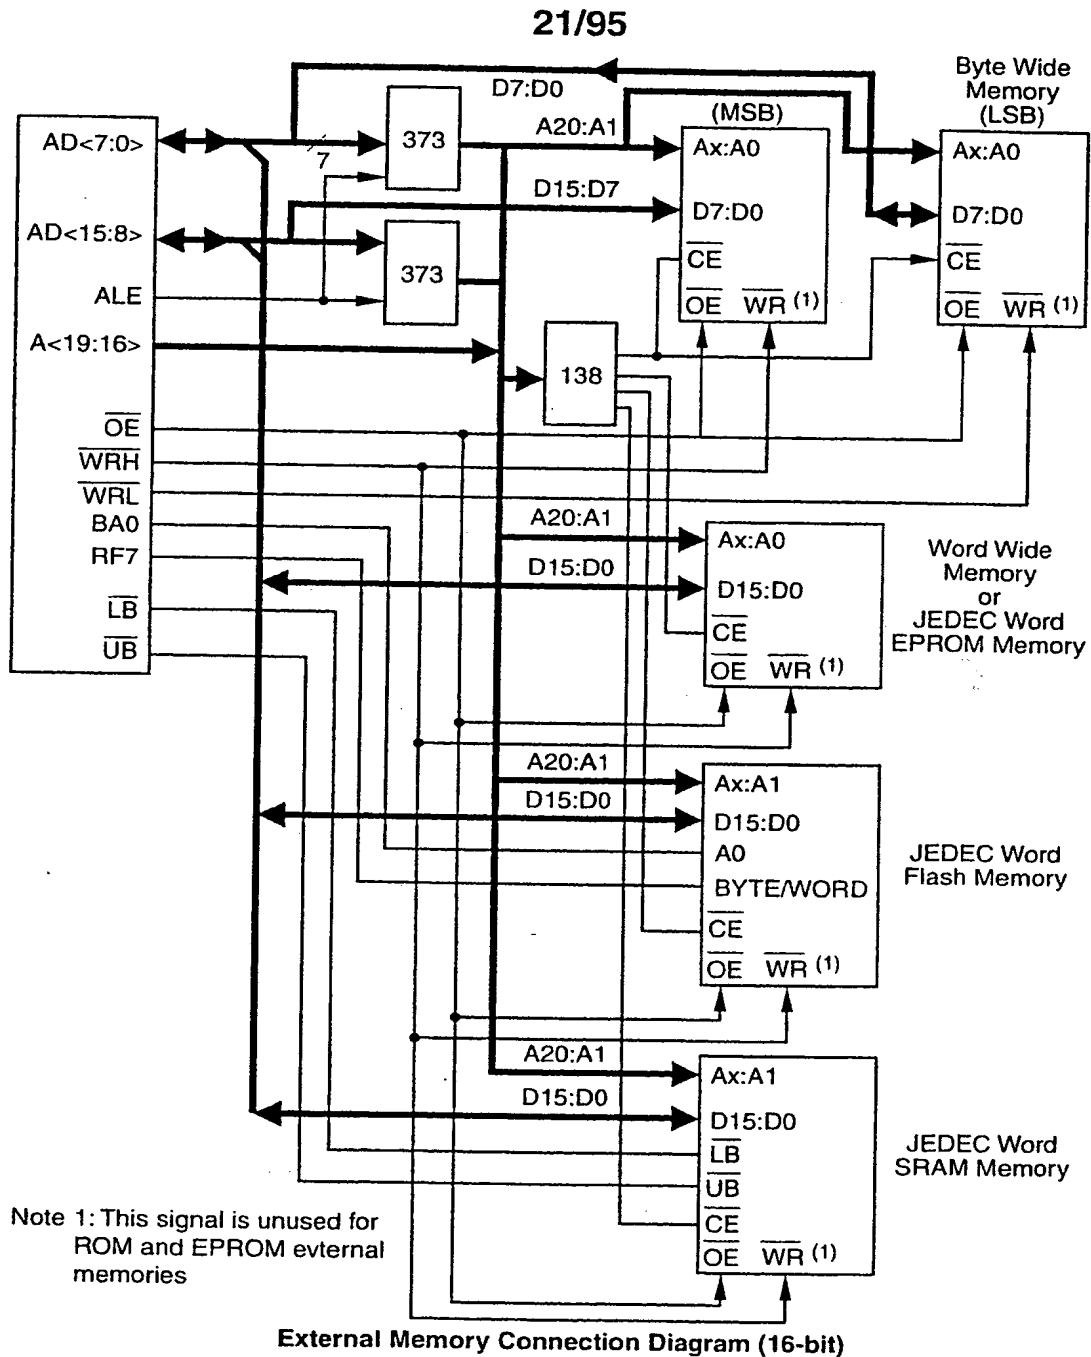 21/95
D7:D0
Byte Wide
Memory
(LSB)
AD<7:0>
7
373
A20:A1
(MSB)
Ax:A0
Ax:A0
D15:D7
D7:D0
D7:D0
AD<15:8>
373
CE
CE
ALE
OE WR (1)
OE WR (1)
A<19:16>
138
OE
WRH
WRL
BA0
RF7
LB
UB
A20:A1
Ax:A0
D15:D0
D15:D0
CE
OE WR (1)
Word Wide
Memory
or
JEDEC Word
EPROM Memory
A20:A1
Ax:A1
D15:D0
D15:D0
A0
BYTE/WORD
CE
OE WR (1)
JEDEC Word
Flash Memory
A20:A1
Ax:A1
D15:D0
D15:D0
LB
UB
CE
OE WR (1)
JEDEC Word
SRAM Memory
Note 1: This signal is unused for
ROM and EPROM evternal
memories
External Memory Connection Diagram (16-bit)